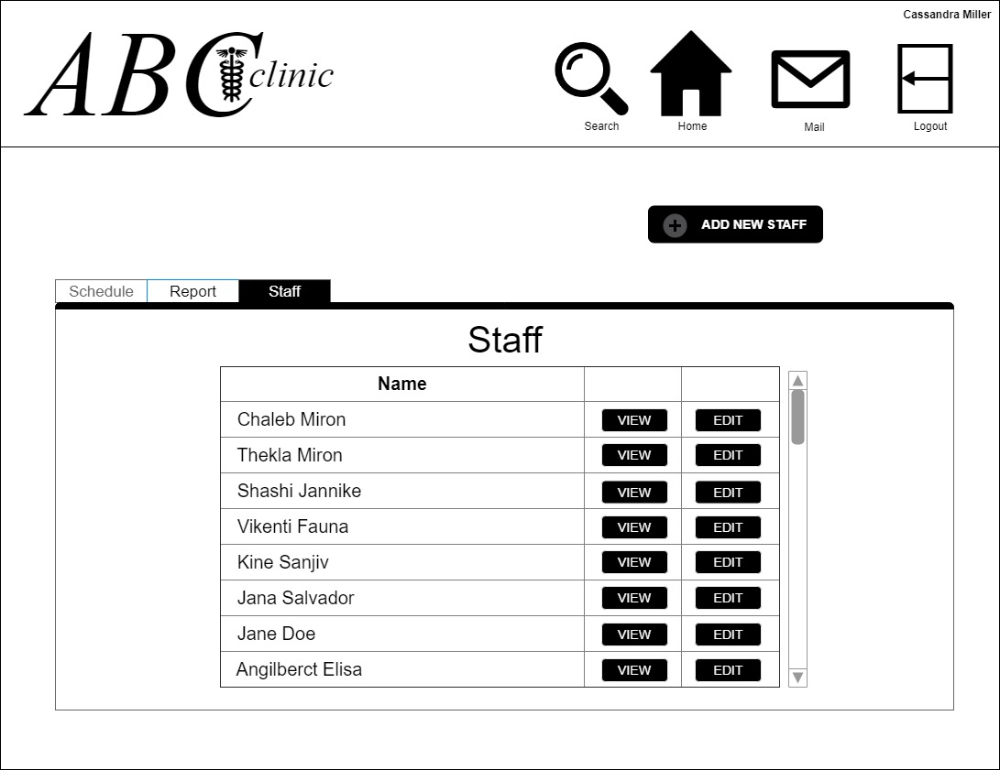 Cassandra Miller
ABC clinic
Search
Home
Mail
Logout
ADD NEW STAFF
Schedule Report Staff
Staff
Name
Chaleb Miron VIEW EDIT
Thekla Miron VIEW EDIT
Shashi Jannike VIEW EDIT
Vikenti Fauna VIEW EDIT
Kine Sanjiv VIEW EDIT
Jana Salvador VIEW EDIT
Jane Doe VIEW EDIT
Angilberct Elisa VIEW EDIT